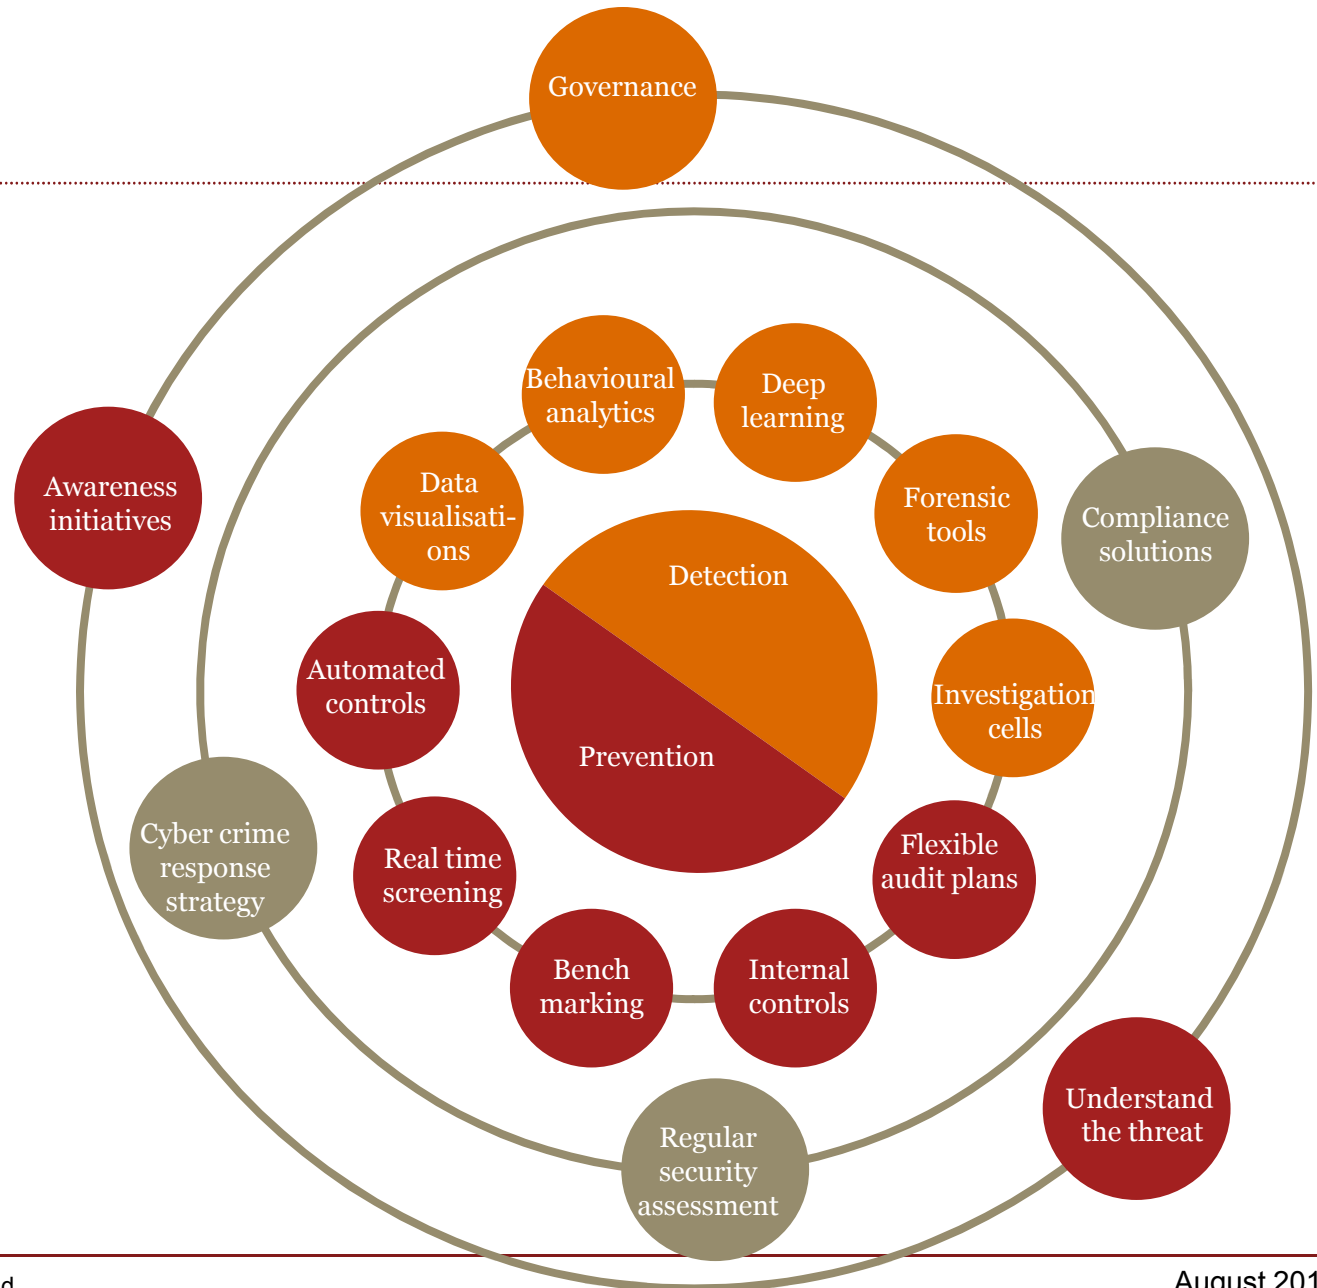 Governance
Behavioural
analytics
Deep
learning
Data
visualisati-
ons
Forensic
tools
Awareness
initiatives
Compliance
solutions
Detection
Automated
controls
Investigation
cells
Prevention
Cyber crime
response
strategy
Real time
screening
Flexible
audit plans
Bench
marking
Internal
controls
Understand
the threat
Regular
security
assessment
August 201